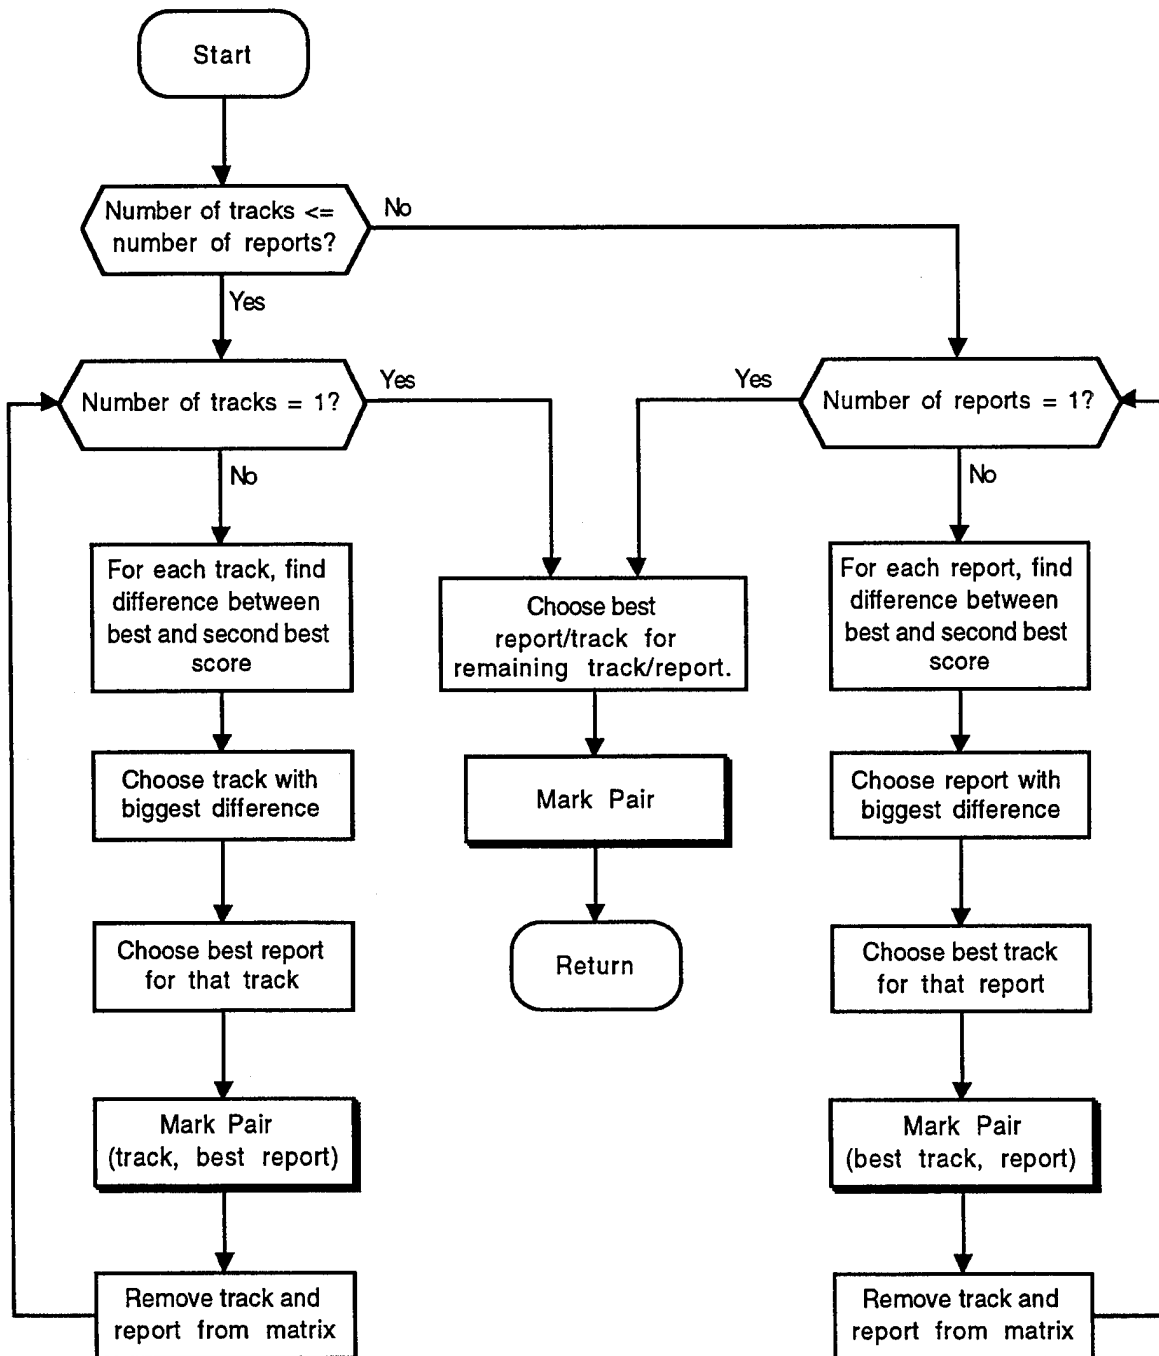 Start
Number of tracks <=
number of reports?
No
Yes
Number of tracks = 1?
Yes
Yes
Number of reports = 1?
No
No
For each track, find
difference between
best and second best
score
Choose best
report/track for
remaining track/report.
For each report, find
difference between
best and second best
score
Choose track with
biggest difference
Mark Pair
Choose report with
biggest difference
Choose best report
for that track
Return
Choose best track
for that report
Mark Pair
(track, best report)
Mark Pair
(best track, report)
Remove track and
report from matrix
Remove track and
report from matrix